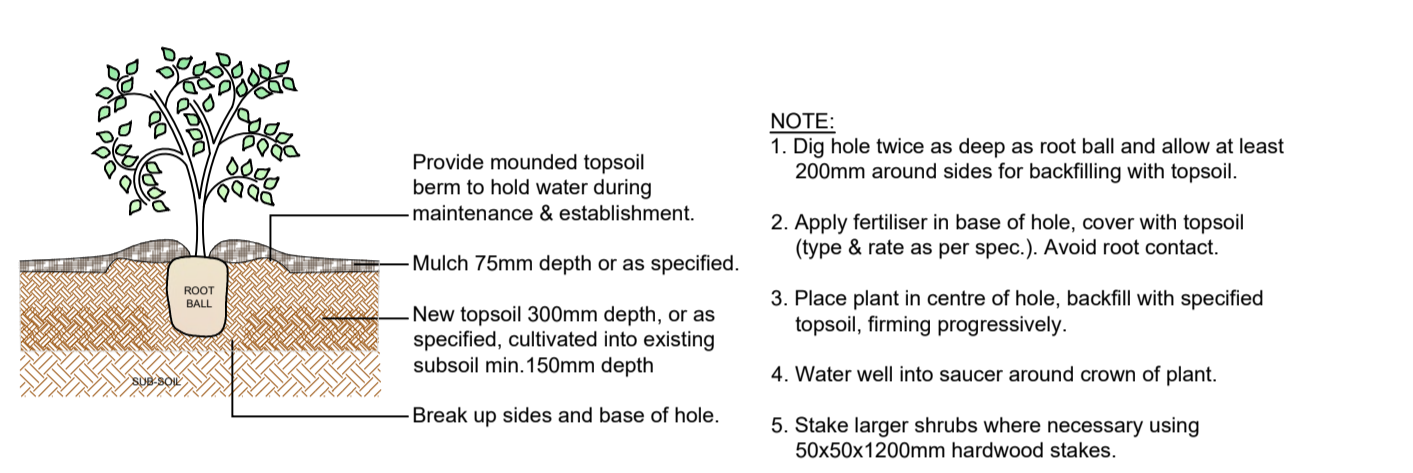 ROOT
BALL
SUB-SOIL
Provide mounded topsoil
berm to hold water during
maintenance & establishment.
Mulch 75mm depth or as specified.
New topsoil 300mm depth, or as
specified, cultivated into existing
subsoil min.150mm depth
Break up sides and base of hole.
NOTE:
1. Dig hole twice as deep as root ball and allow at least
200mm around sides for backfilling with topsoil.
2. Apply fertiliser in base of hole, cover with topsoil
(type & rate as per spec.). Avoid root contact.
3. Place plant in centre of hole, backfill with specified
topsoil, firming progressively.
4. Water well into saucer around crown of plant.
5. Stake larger shrubs where necessary using
50x50x1200mm hardwood stakes.